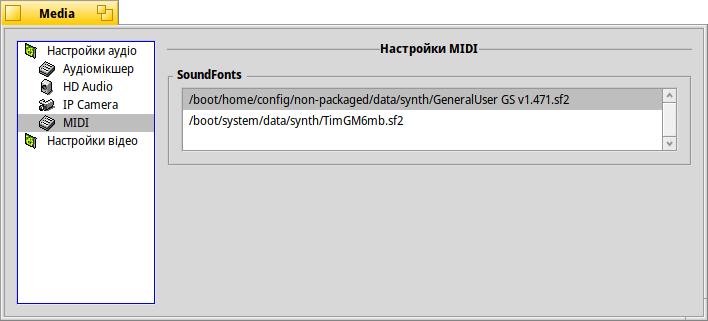 Media
Настройки аудіо
Аудіомікшер
HD Audio
IP Camera
MIDI
Настройки відео
Настройки MIDI
SoundFonts
/boot/home/config/non-packaged/data/synth/GeneralUser GS v1.471.sf2
/boot/system/data/synth/TimGM6mb.sf2